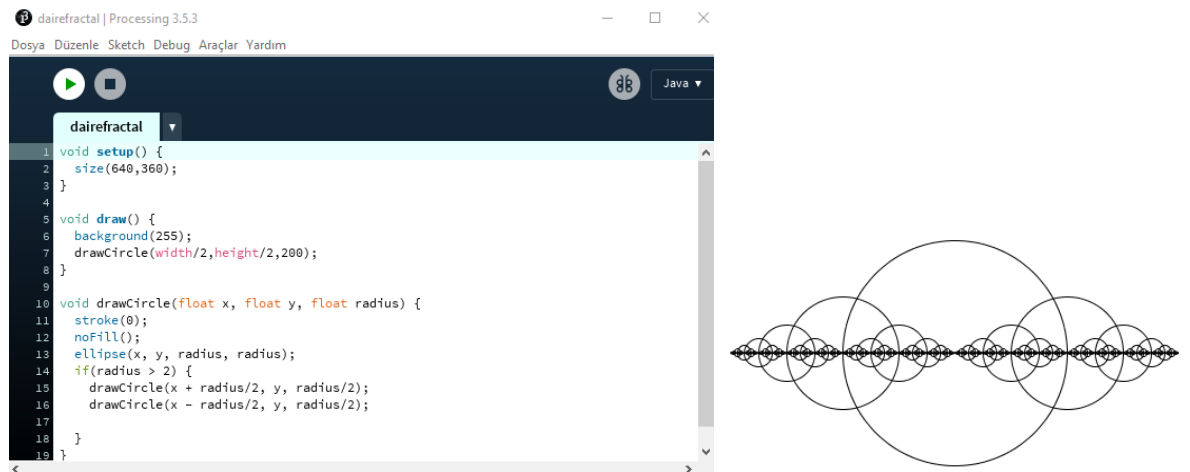 dairefractal | Processing 3.5.3
Dosya Düzenle Sketch Debug Araçlar Yardım
Java ▾
dairefractal ▾
1 void setup() {
2   size(640,360);
3 }
4
5 void draw() {
6   background(255);
7   drawCircle(width/2,height/2,200);
8 }
9
10 void drawCircle(float x, float y, float radius) {
11   stroke(0);
12   noFill();
13   ellipse(x, y, radius, radius);
14   if(radius > 2) {
15     drawCircle(x + radius/2, y, radius/2);
16     drawCircle(x - radius/2, y, radius/2);
17
18   }
19 }